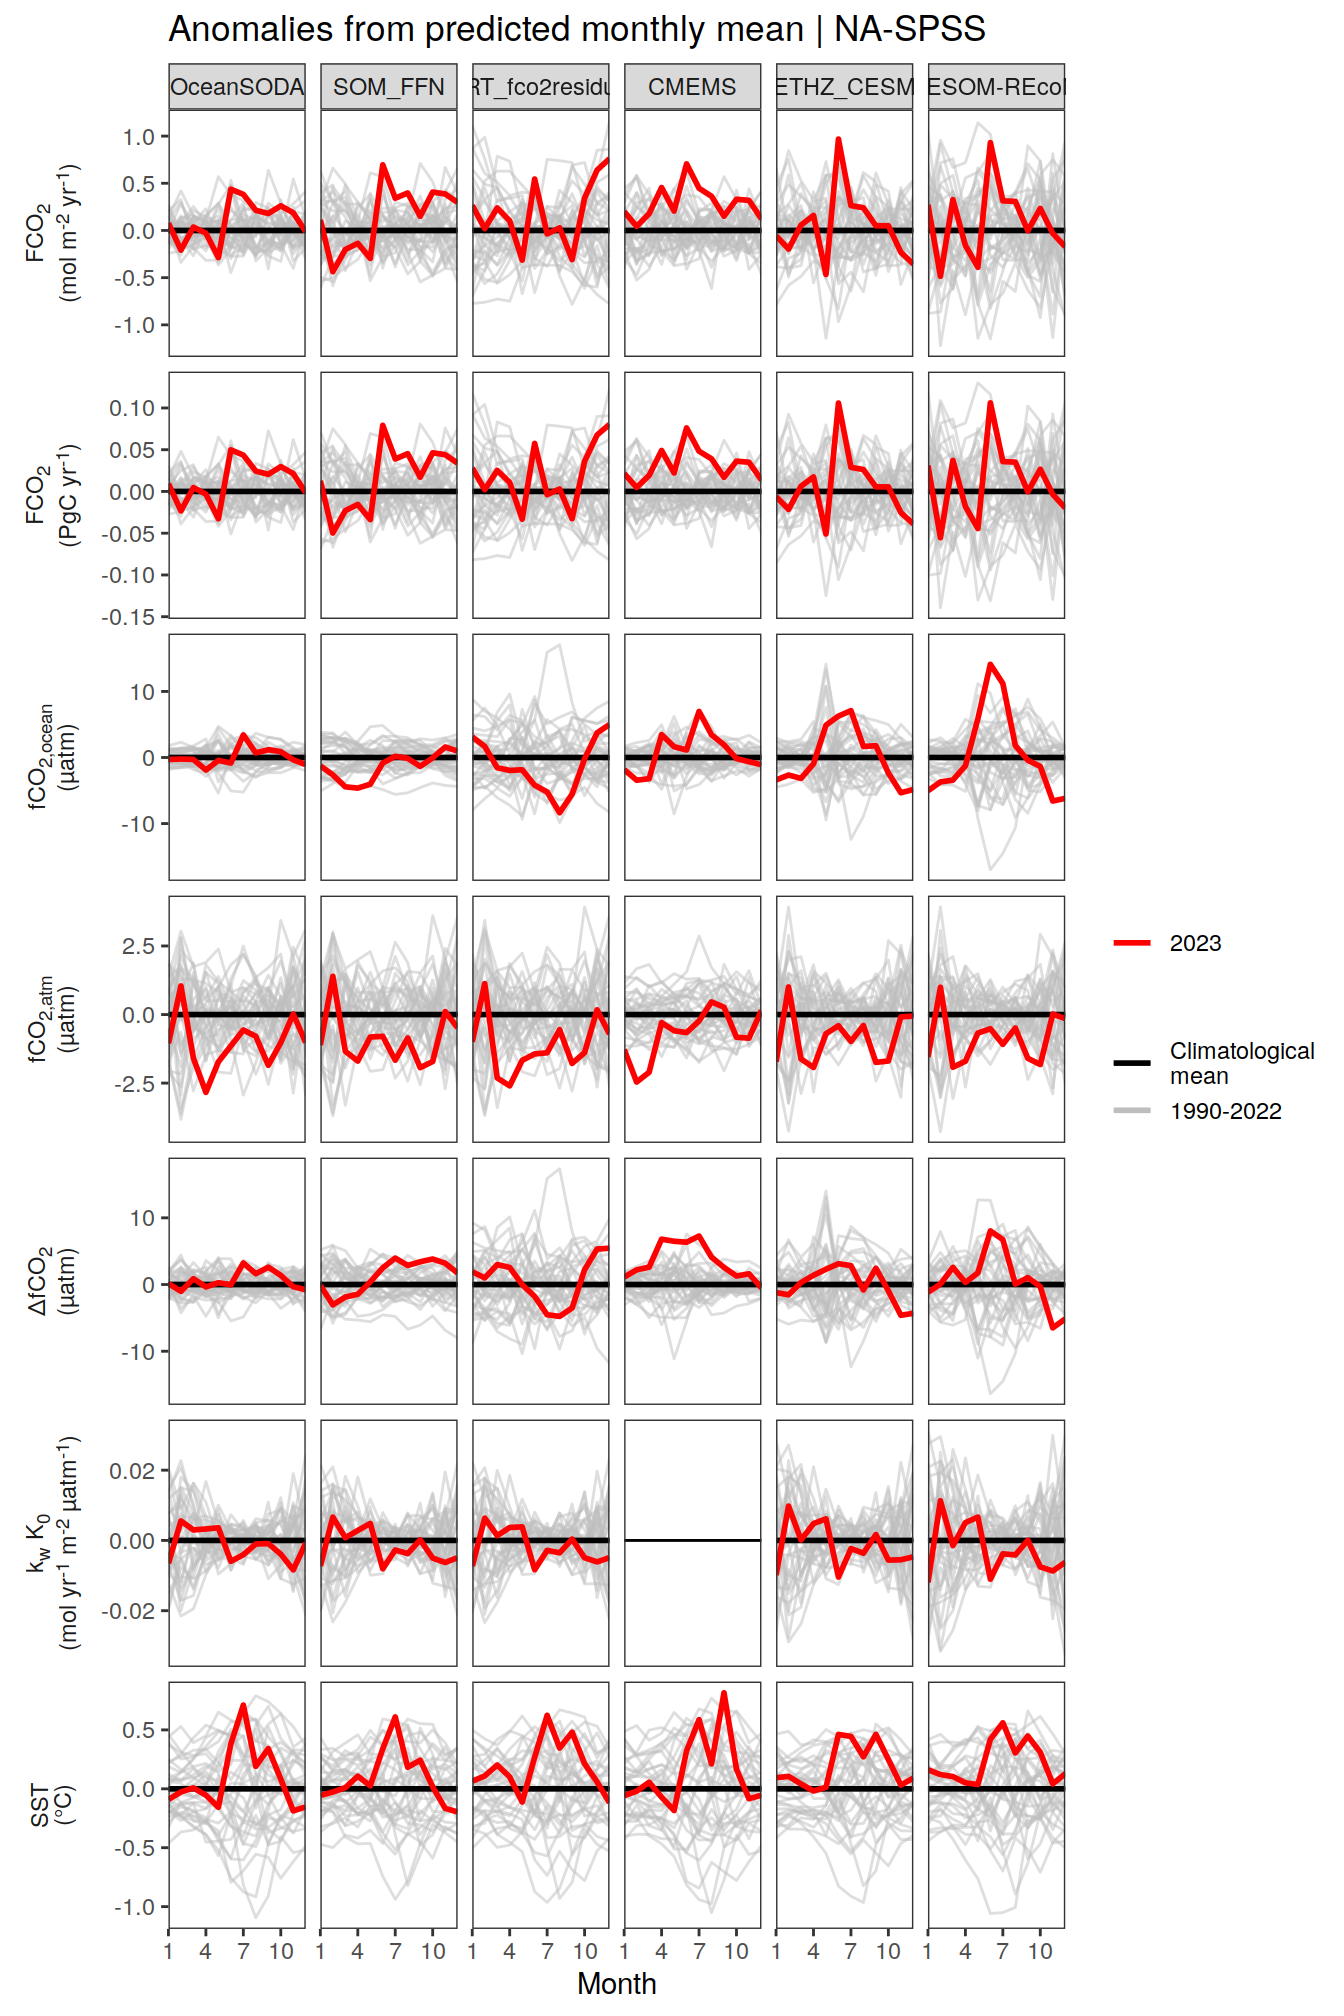 Anomalies from predicted monthly mean | NA-SPSS
OceanSODA SOM_FFN RT_fco2residu CMEMS ETHZ_CESM ESOM-REcoM
FCO2
(mol m-2 yr-1)
1.0
0.5
0.0
-0.5
-1.0
FCO2
(PgC yr-1)
0.10
0.05
0.00
-0.05
-0.10
-0.15
fCO2,ocean
(µatm)
10
0
-10
fCO2,atm
(µatm)
2.5
0.0
-2.5
ΔfCO2
(µatm)
10
0
-10
kw K0
(mol yr-1 m-2 µatm-1)
0.02
0.00
-0.02
SST
(°C)
0.5
0.0
-0.5
-1.0
1 4 7 10 1 4 7 10 1 4 7 10 1 4 7 10 1 4 7 10 1 4 7 10
Month
2023
Climatological
mean
1990-2022